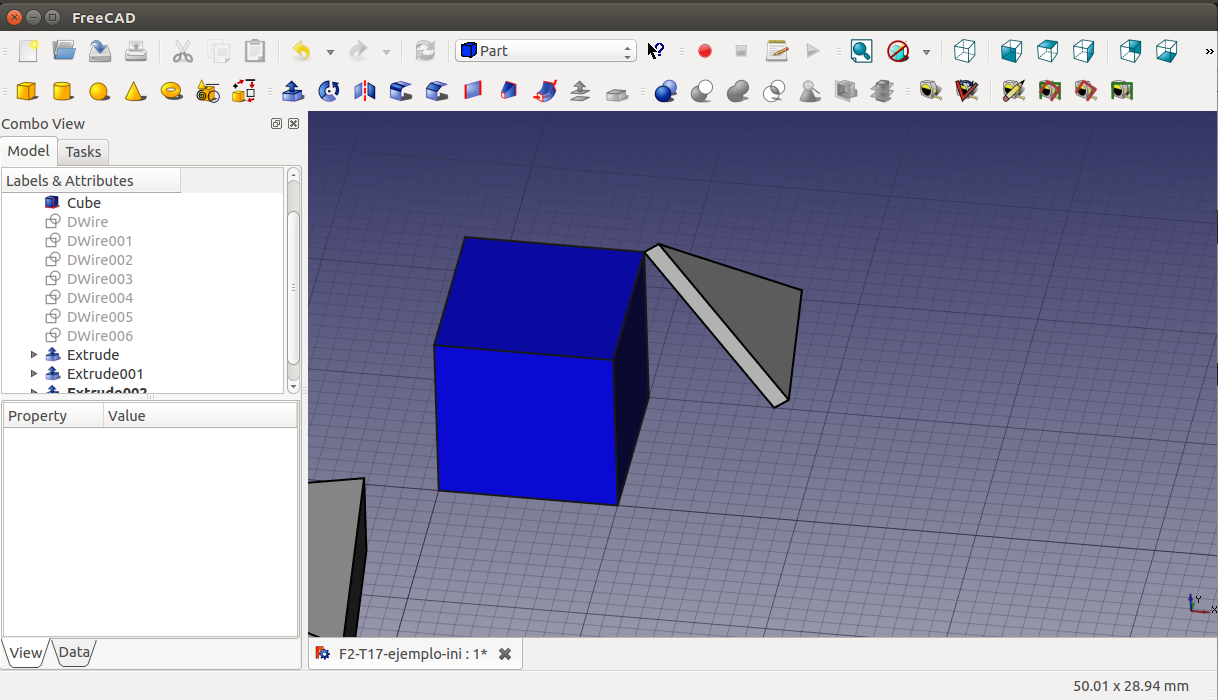 FreeCAD
Part
Combo View
Model
Tasks
Labels & Attributes
Cube
DWire
DWire001
DWire002
DWire003
DWire004
DWire005
DWire006
Extrude
Extrude001
Extrude002
Property
Value
View
Data
F2-T17-ejemplo-ini : 1*
Y
X
50.01 x 28.94 mm